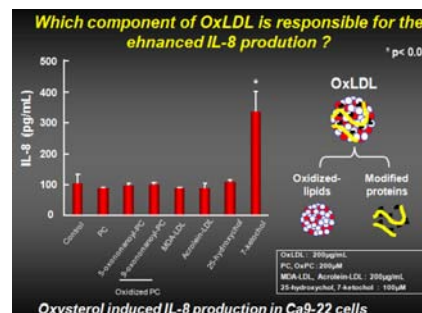 Which component of OxLDL is responsible for the
ehnanced IL-8 prodution ?
* p< 0.0
500
400
300
200
100
0
IL-8 (pg/mL)
*
Control
PC
5-oxononanoyl-PC
9-oxononanoyl-PC
MDA-LDL
Acrolein-LDL
25-hydroxychol
7-ketochol
Oxidized PC
OxLDL
Oxidized-
lipids
Modified
proteins
OxLDL : 200μg/mL
PC, OxPC : 200μM
MDA-LDL, Acrolein-LDL : 200μg/mL
25-hydroxychol, 7-ketochol : 100μM
Oxysterol induced IL-8 production in Ca9-22 cells